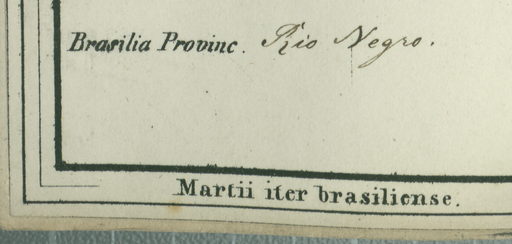 Brasilia Provinc. Rio Negro.
Martii iter brasiliense.